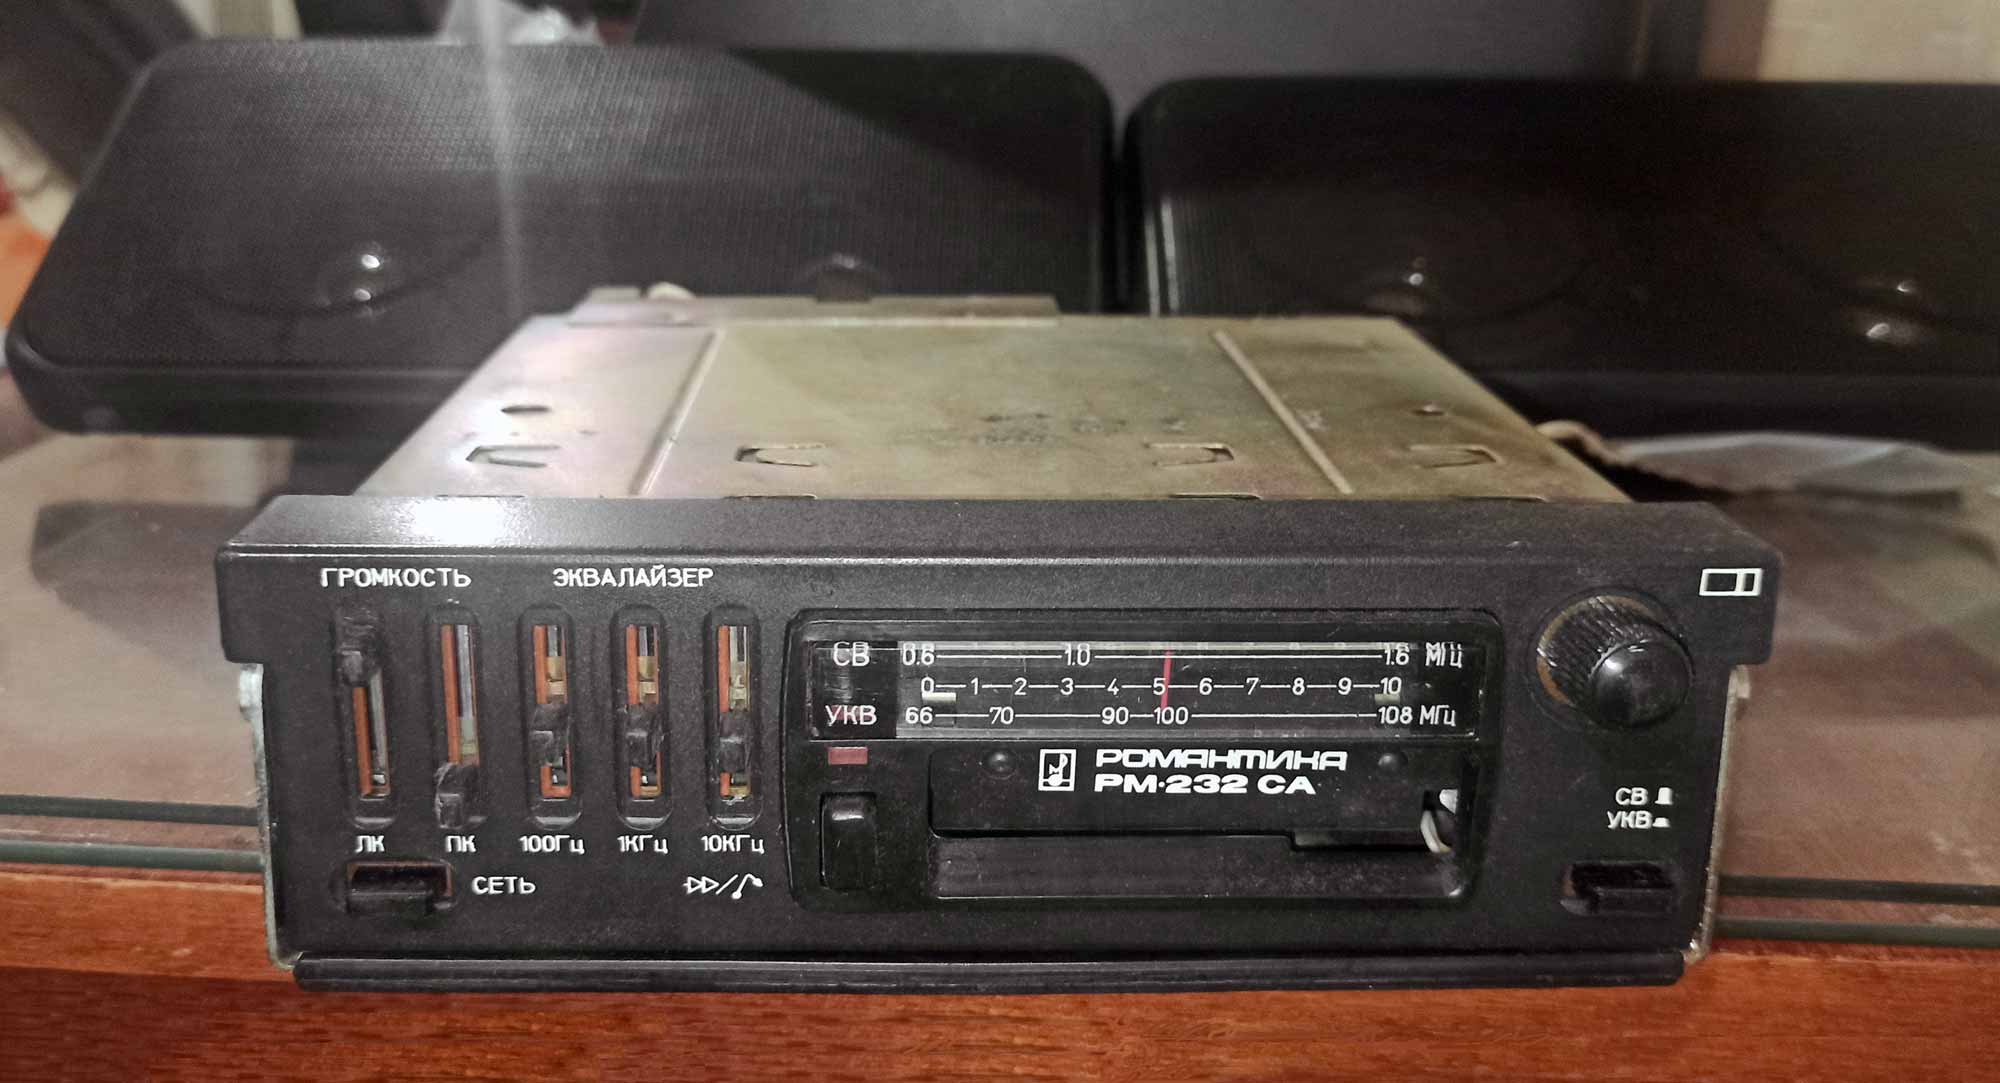 ГРОМКОСТЬ ЭКВАЛАЙЗЕР
СВ 0.6 1.0 1.6 МГц
0 1 2 3 4 5 6 7 8 9 10
УКВ 66 70 90 100 108 МГц
РОМАНТИКА
РМ·232 СА
СВ
УКВ
ЛК ПК 100Гц 1КГц 10КГц
СЕТЬ